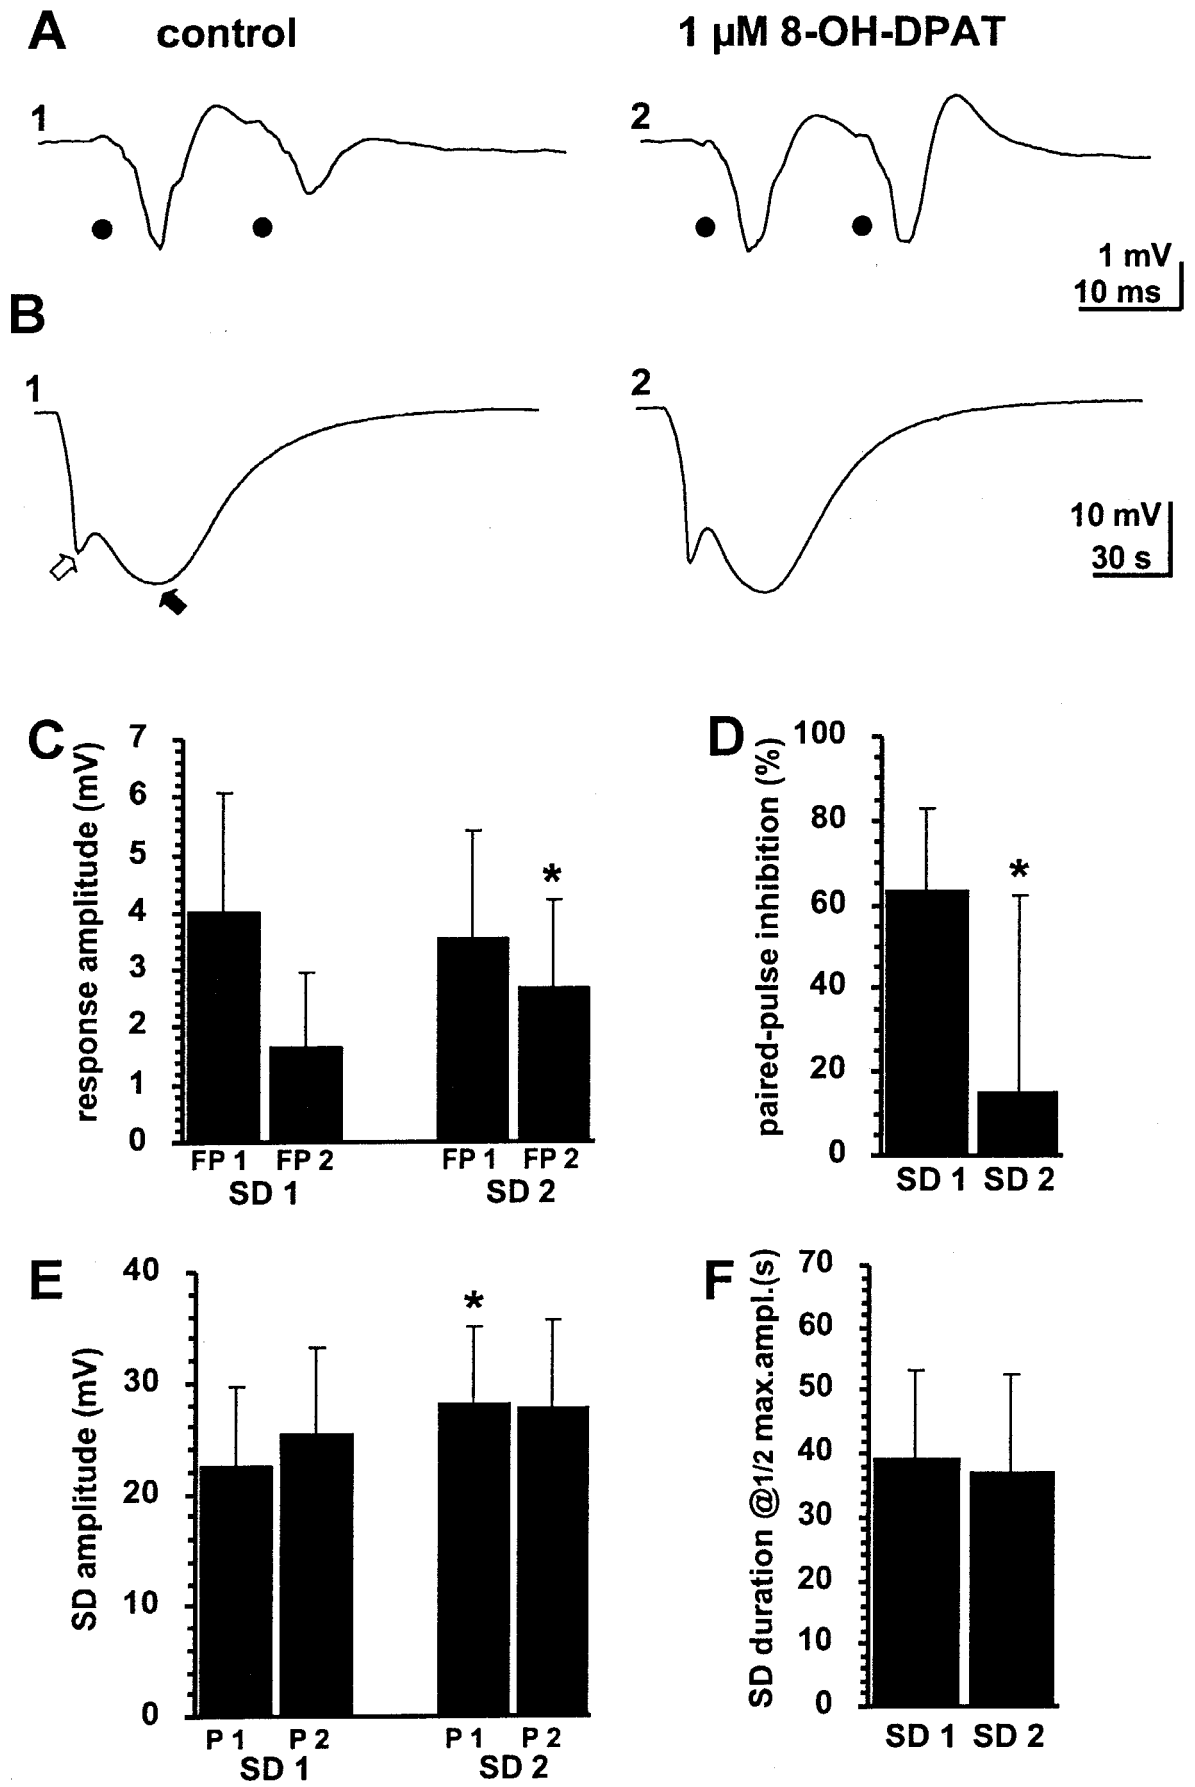 A control 1 µM 8-OH-DPAT
1 2
1 mV
10 ms
B
1 2
10 mV
30 s
C
response amplitude (mV)
7
6
5
4
3
2
1
0
FP 1 FP 2 FP 1 FP 2
SD 1 SD 2
*
D
paired-pulse inhibition (%)
100
80
60
40
20
0
SD 1 SD 2
*
E
SD amplitude (mV)
40
30
20
10
0
P 1 P 2 P 1 P 2
SD 1 SD 2
*
F
SD duration @1/2 max.ampl.(s)
70
60
50
40
30
20
10
0
SD 1 SD 2